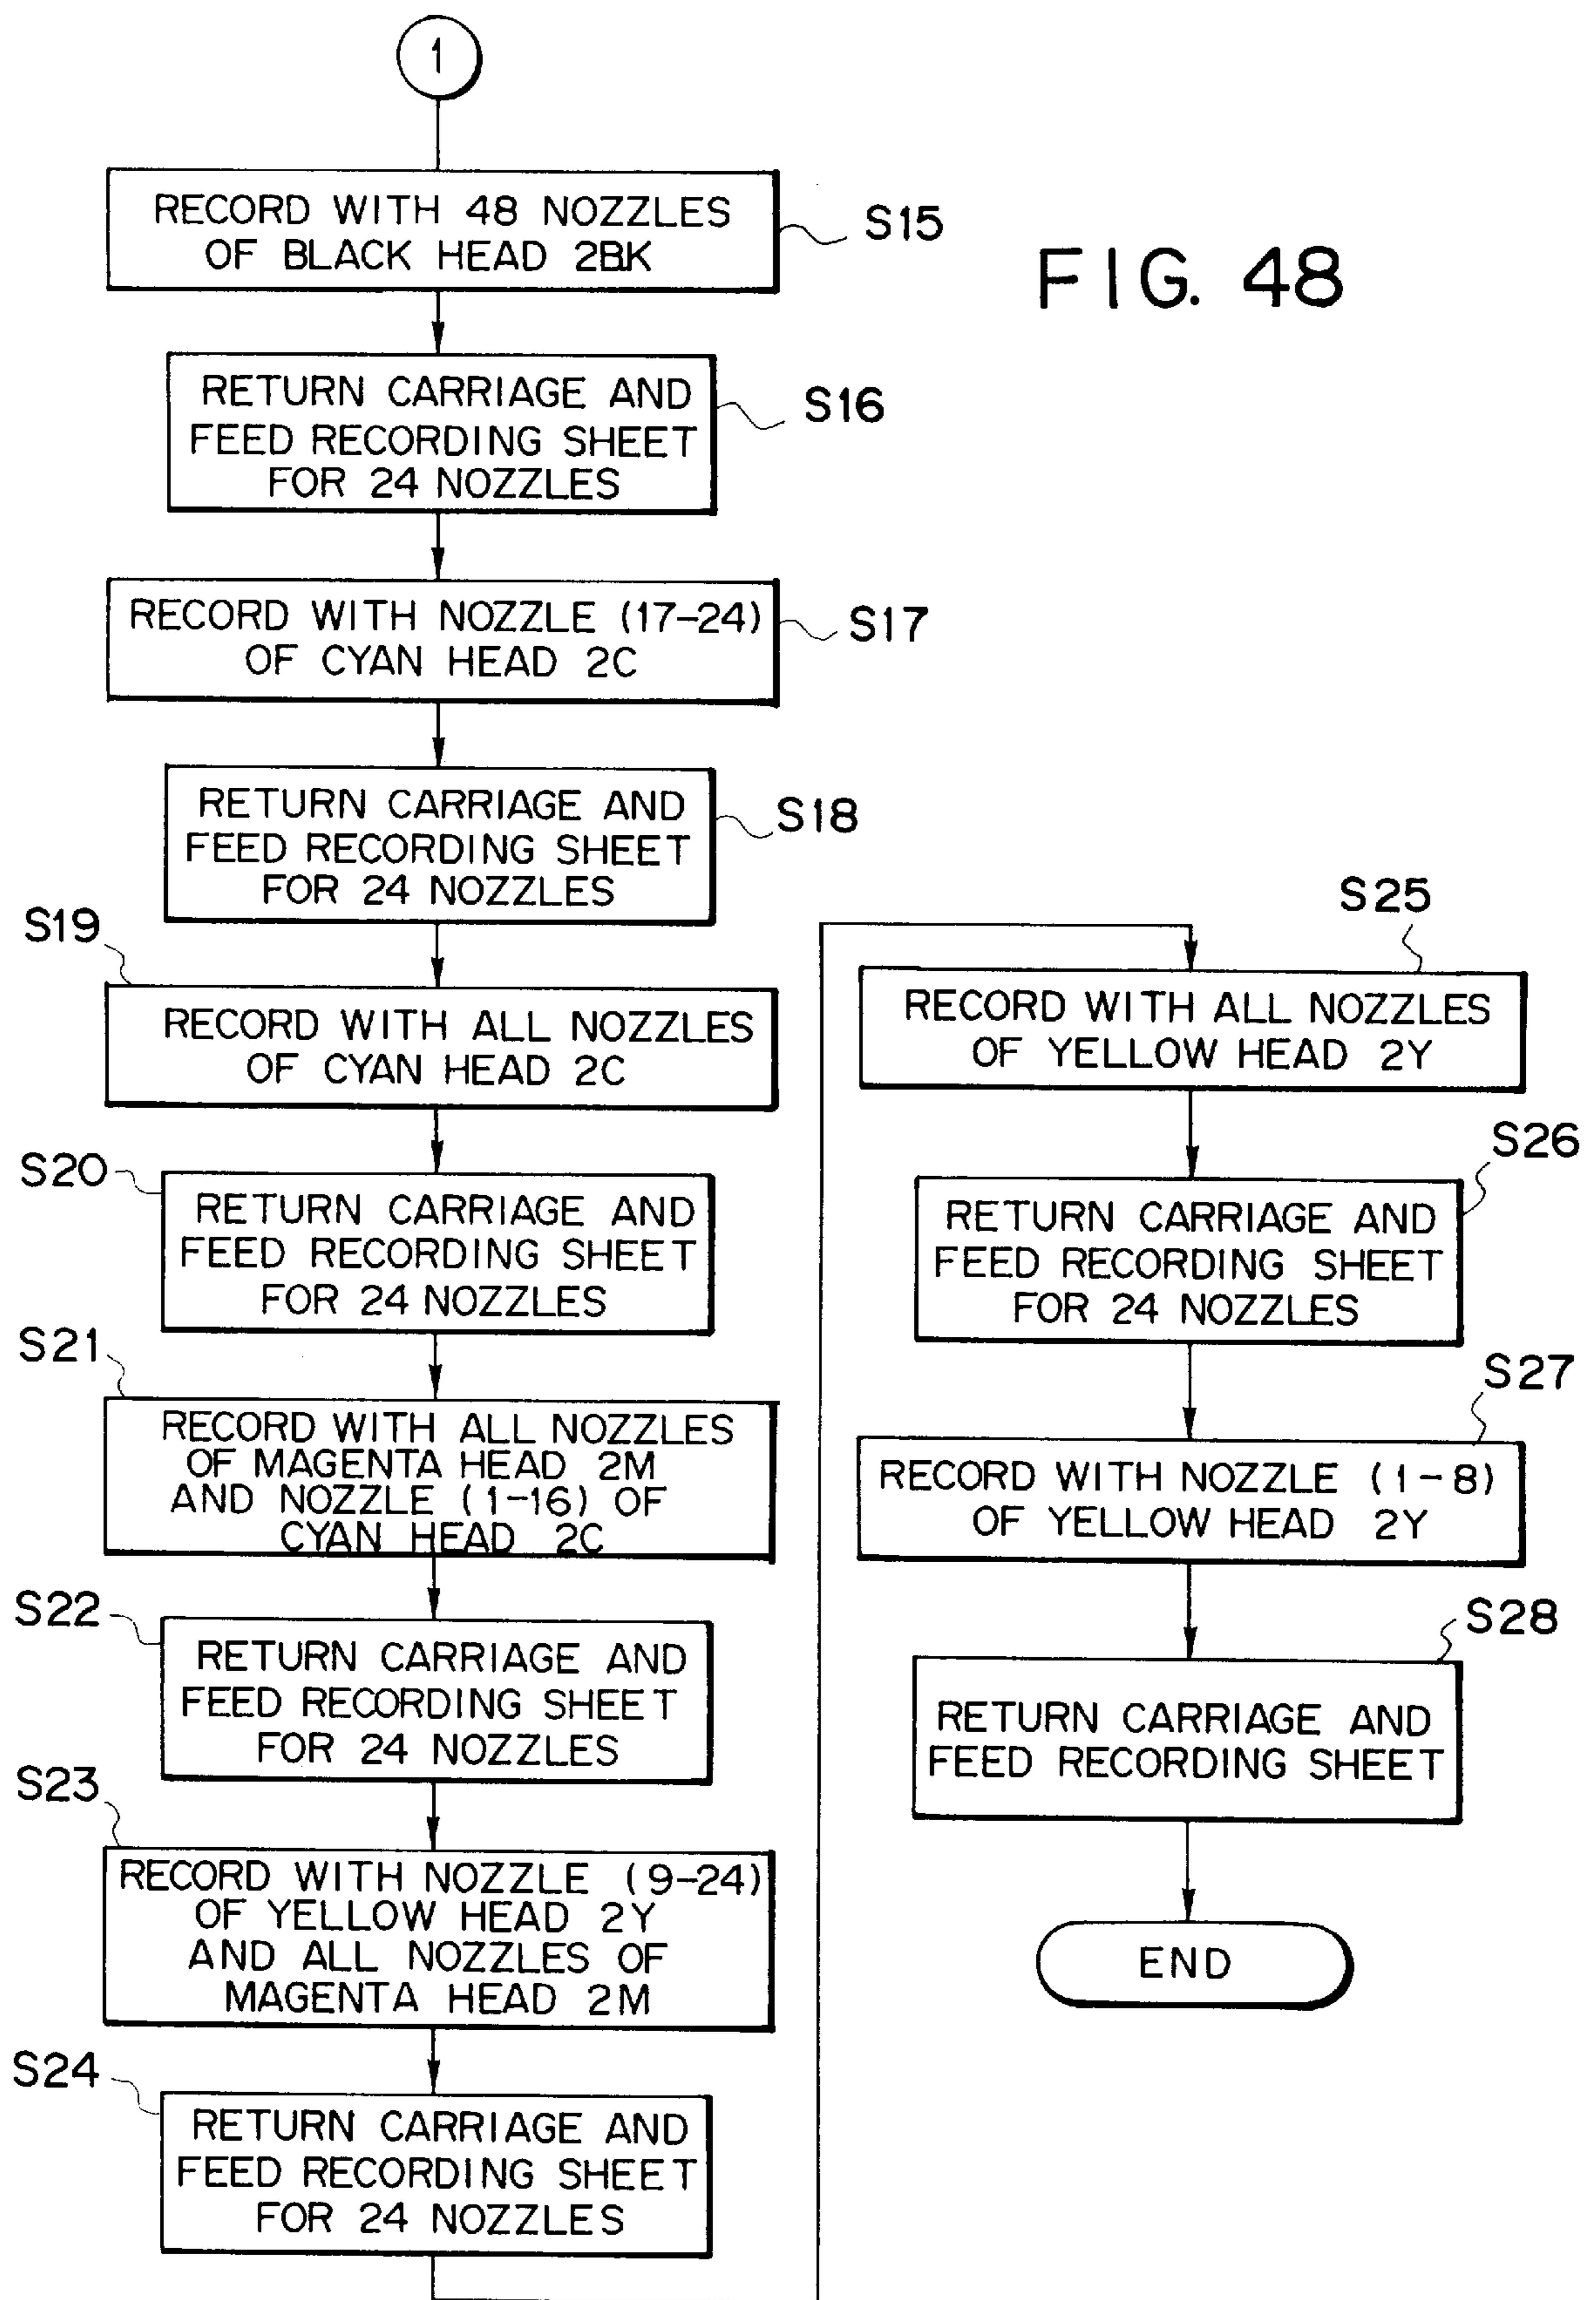 1
RECORD WITH 48 NOZZLES
OF BLACK HEAD 2BK
S15
FIG. 48
RETURN CARRIAGE AND
FEED RECORDING SHEET
FOR 24 NOZZLES
S16
RECORD WITH NOZZLE (17-24)
OF CYAN HEAD 2C
S17
RETURN CARRIAGE AND
FEED RECORDING SHEET
FOR 24 NOZZLES
S18
S19
RECORD WITH ALL NOZZLES
OF CYAN HEAD 2C
S20
RETURN CARRIAGE AND
FEED RECORDING SHEET
FOR 24 NOZZLES
S21
RECORD WITH ALL NOZZLES
OF MAGENTA HEAD 2M
AND NOZZLE (1-16) OF
CYAN HEAD 2C
S22
RETURN CARRIAGE AND
FEED RECORDING SHEET
FOR 24 NOZZLES
S23
RECORD WITH NOZZLE (9-24)
OF YELLOW HEAD 2Y
AND ALL NOZZLES OF
MAGENTA HEAD 2M
S24
RETURN CARRIAGE AND
FEED RECORDING SHEET
FOR 24 NOZZLES
S25
RECORD WITH ALL NOZZLES
OF YELLOW HEAD 2Y
S26
RETURN CARRIAGE AND
FEED RECORDING SHEET
FOR 24 NOZZLES
S27
RECORD WITH NOZZLE (1-8)
OF YELLOW HEAD 2Y
S28
RETURN CARRIAGE AND
FEED RECORDING SHEET
END